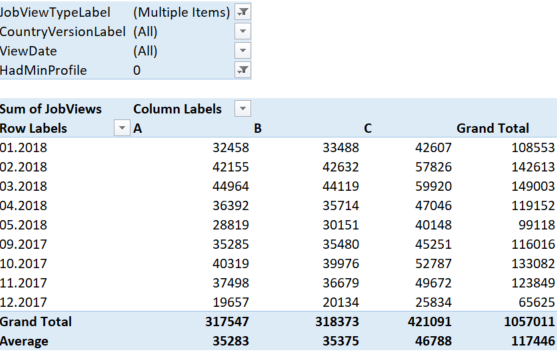 JobViewTypeLabel (Multiple Items)
CountryVersionLabel (All)
ViewDate (All)
HadMinProfile 0
Sum of JobViews Column Labels
Row Labels A B C Grand Total
01.2018 32458 33488 42607 108553
02.2018 42155 42632 57826 142613
03.2018 44964 44119 59920 149003
04.2018 36392 35714 47046 119152
05.2018 28819 30151 40148 99118
09.2017 35285 35480 45251 116016
10.2017 40319 39976 52787 133082
11.2017 37498 36679 49672 123849
12.2017 19657 20134 25834 65625
Grand Total 317547 318373 421091 1057011
Average 35283 35375 46788 117446